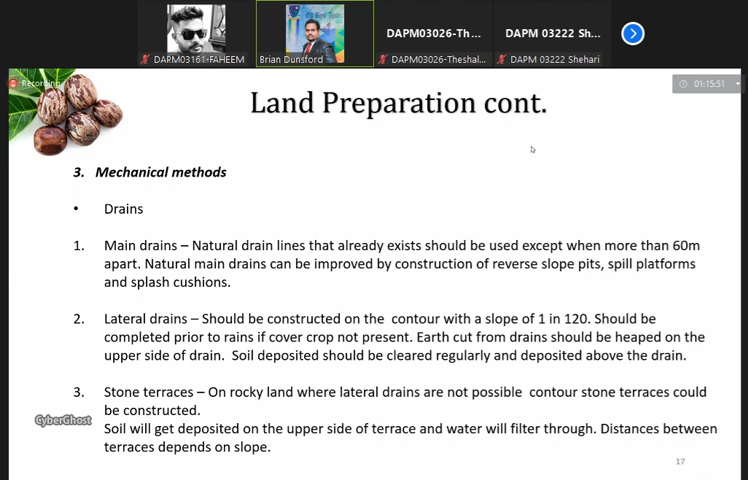 DAPM03161-FAHEEM
Brian Dunsford
DAPM03026-Th...
DAPM03026-Theshal...
DAPM 03222 Sh...
DAPM 03222 Shehari
Recording
01:15:51
Land Preparation cont.
3. Mechanical methods
• Drains
1. Main drains – Natural drain lines that already exists should be used except when more than 60m
apart. Natural main drains can be improved by construction of reverse slope pits, spill platforms
and splash cushions.
2. Lateral drains – Should be constructed on the contour with a slope of 1 in 120. Should be
completed prior to rains if cover crop not present. Earth cut from drains should be heaped on the
upper side of drain. Soil deposited should be cleared regularly and deposited above the drain.
3. Stone terraces – On rocky land where lateral drains are not possible contour stone terraces could
be constructed.
CyberGhost
Soil will get deposited on the upper side of terrace and water will filter through. Distances between
terraces depends on slope.
17